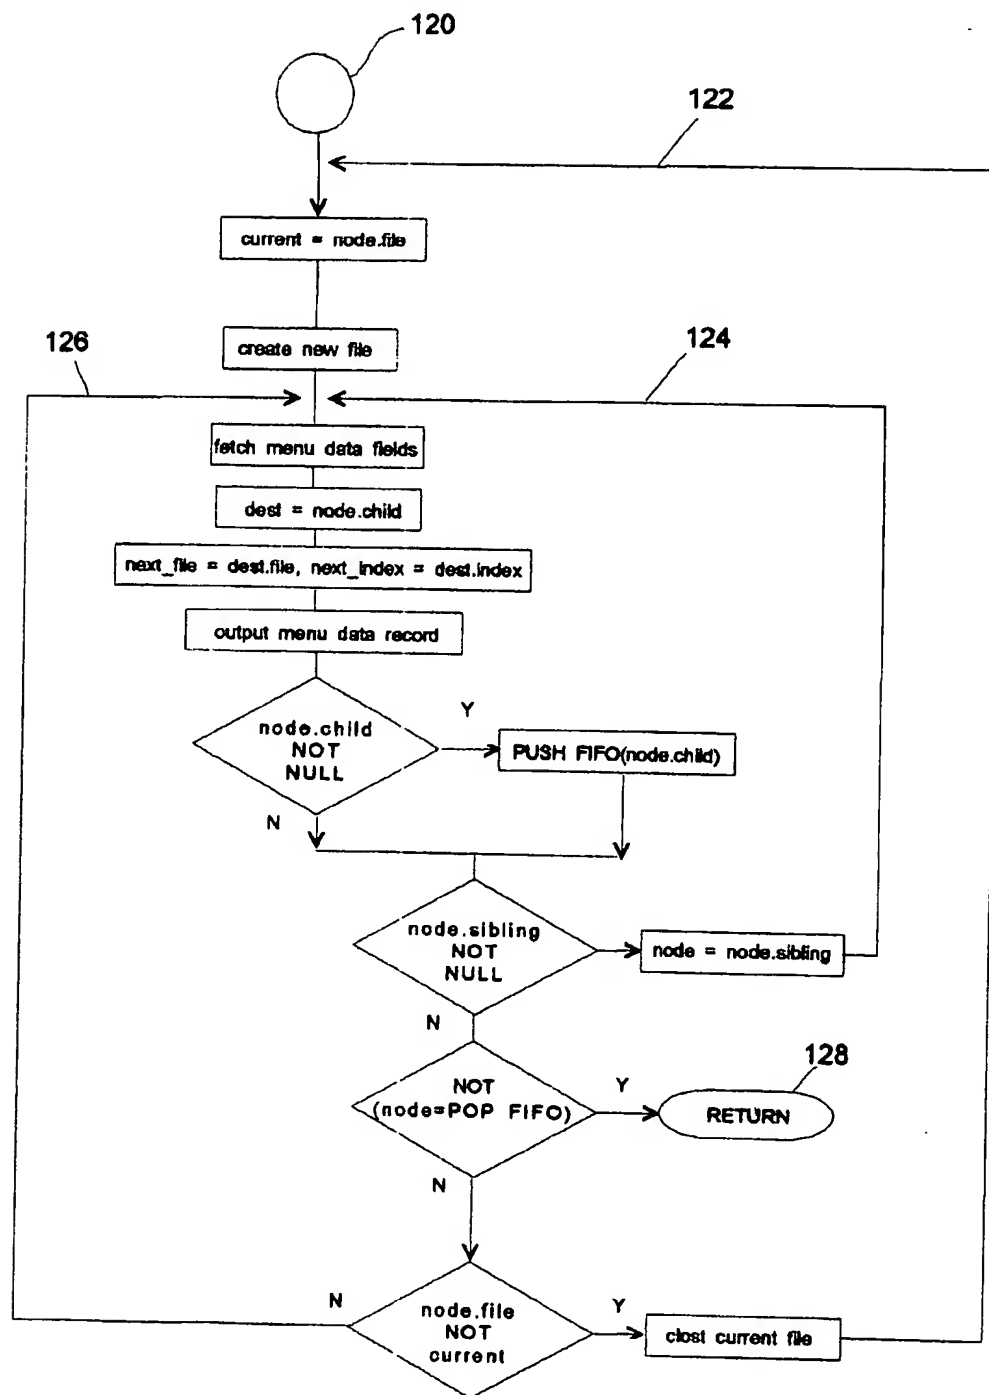 120
122
current = node.file
create new file
126
124
fetch menu data fields
dest = node.child
next_file = dest.file, next_index = dest.index
output menu data record
node.child
NOT
NULL
Y
PUSH FIFO(node.child)
N
node.sibling
NOT
NULL
node = node.sibling
N
128
NOT
(node=POP FIFO)
Y
RETURN
N
N
node.file
NOT
current
Y
clost current file